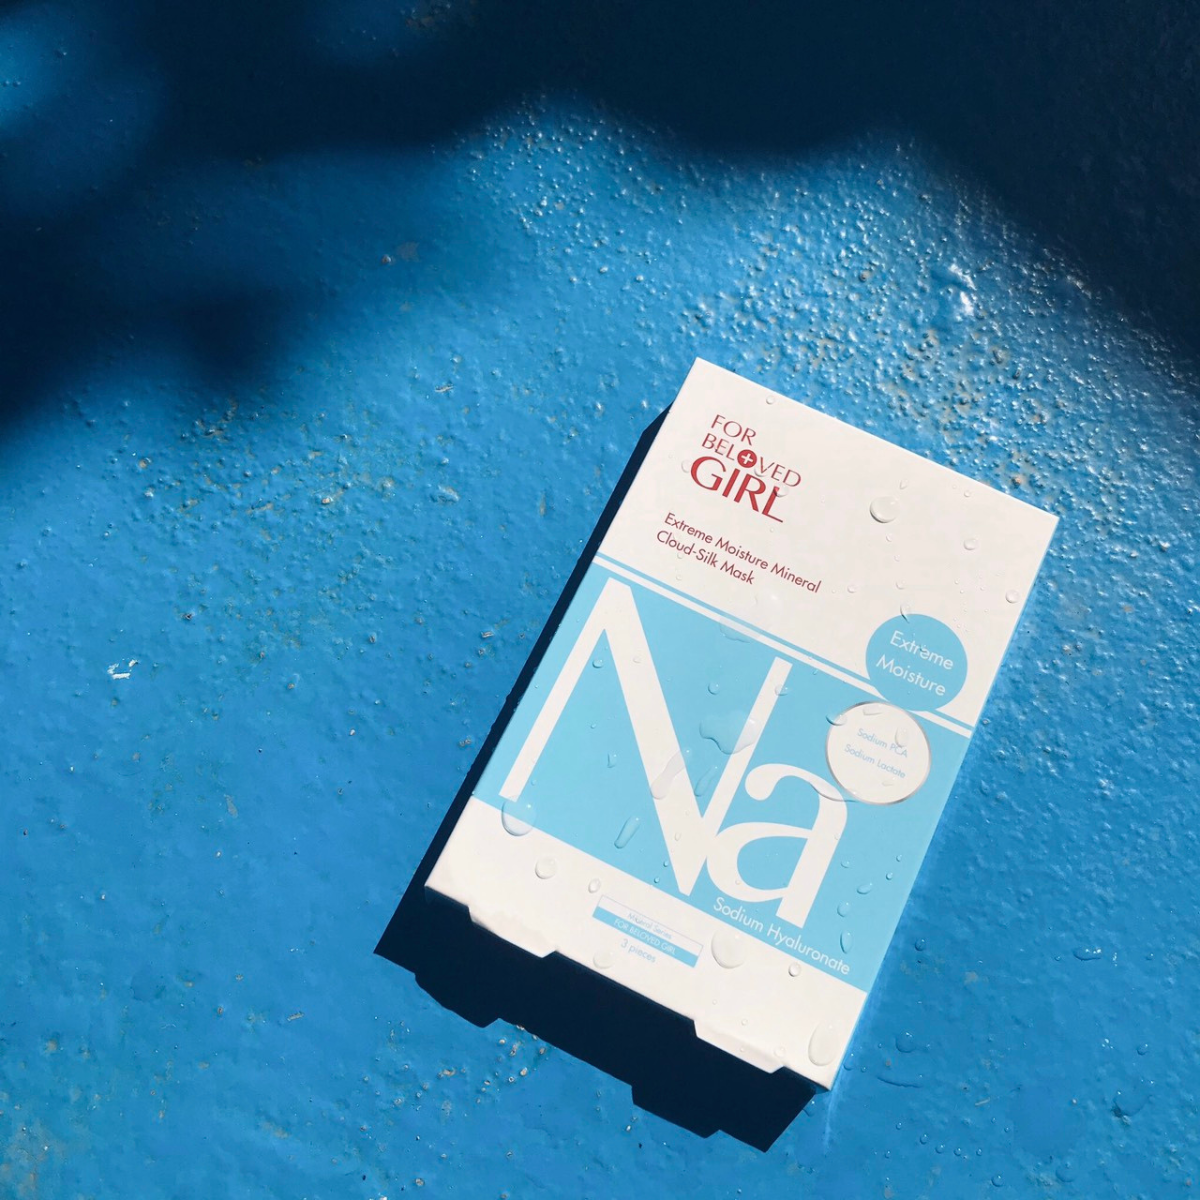 FOR
BELOVED
GIRL
Extreme Moisture Mineral
Cloud-Silk Mask
Extreme
Moisture
Sodium PCA
Sodium Lactate
Na
Sodium Hyaluronate
Mineral Series
FOR BELOVED GIRL
3 pieces